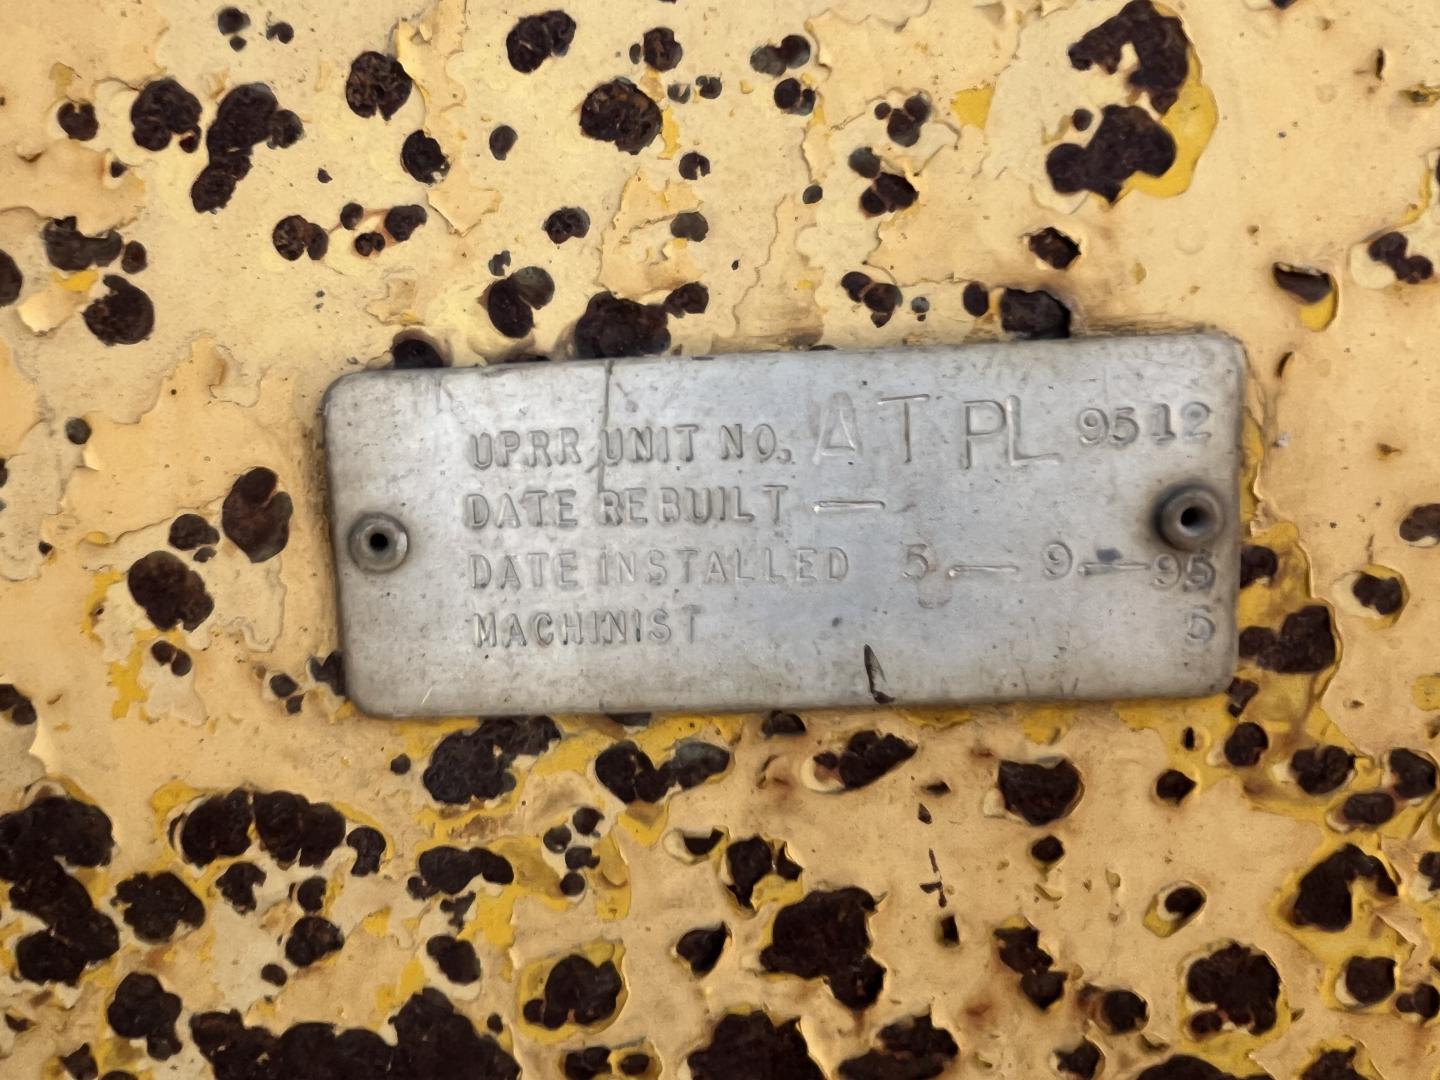 UPRR UNIT NO. ATPL 9512
DATE REBUILT —
DATE INSTALLED 5 — 9 — 95
MACHINIST 5